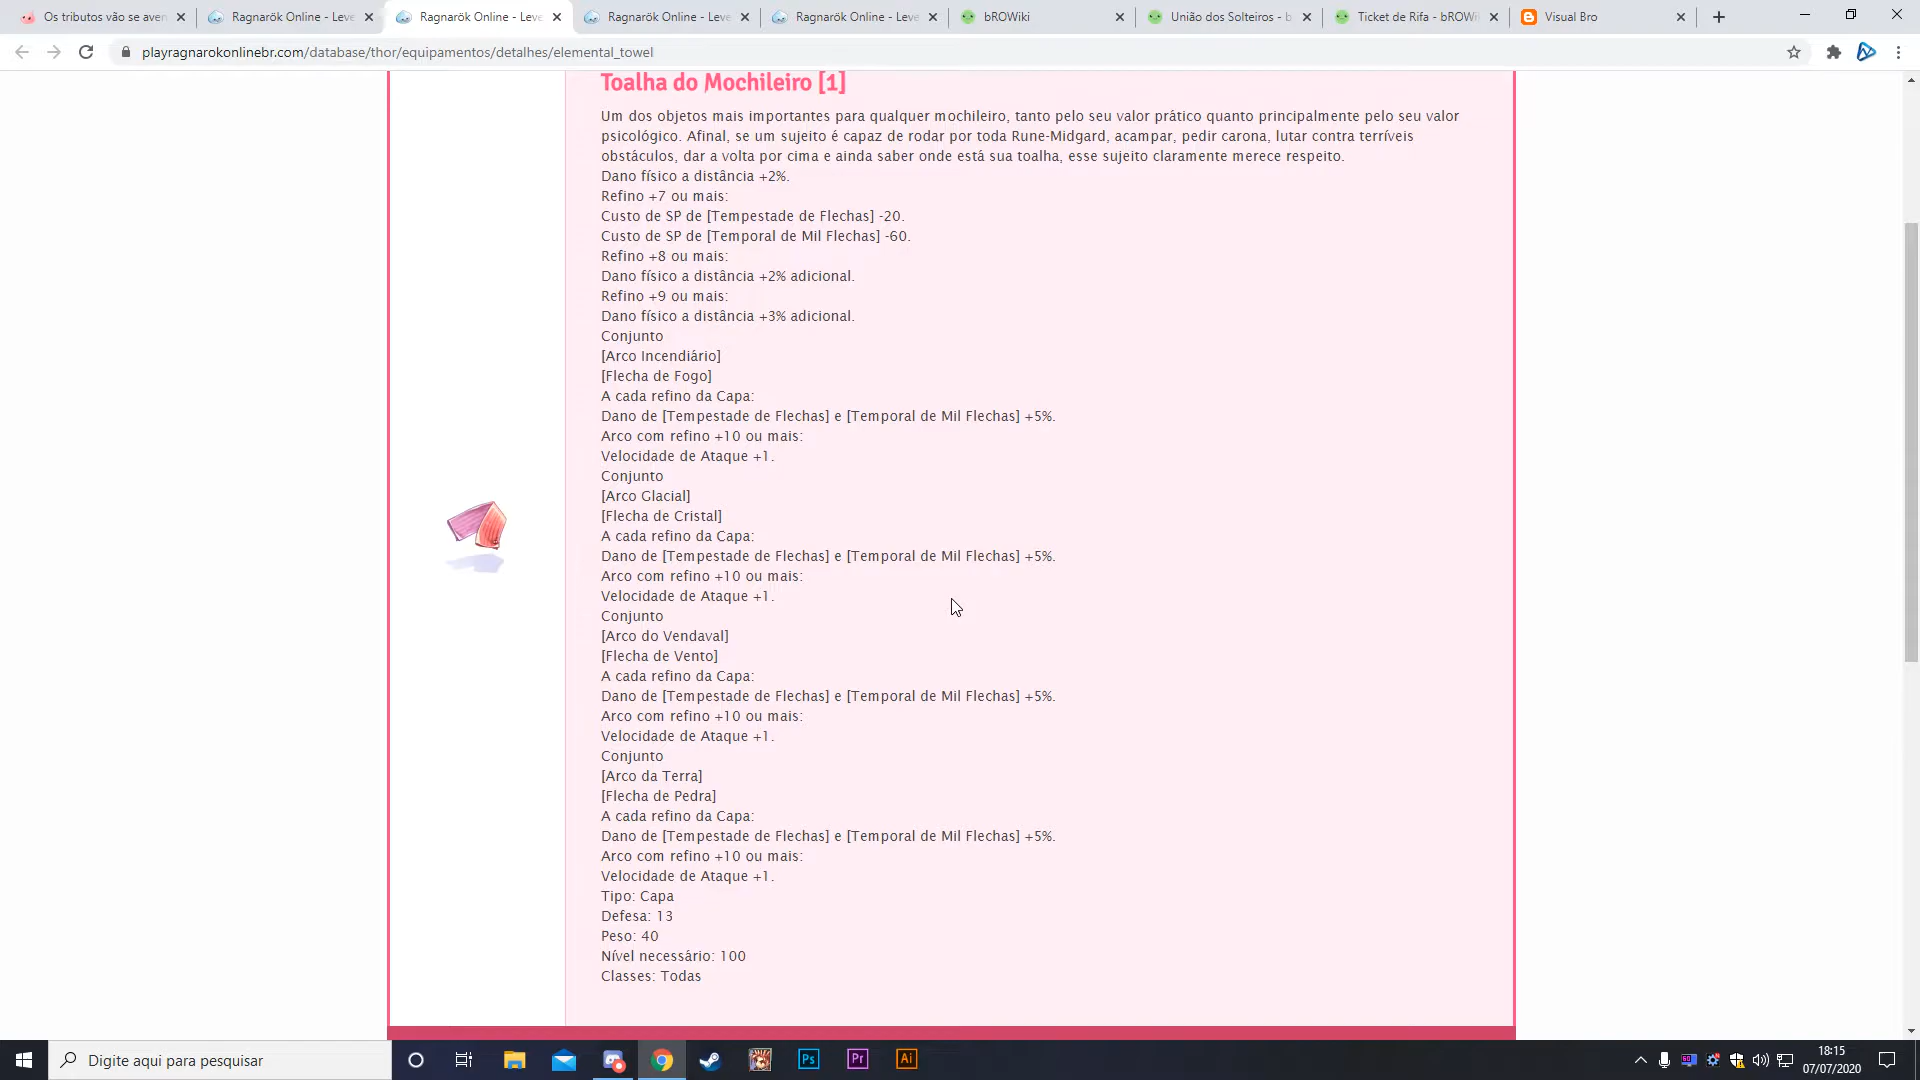 Os tributos vão se aven
Ragnarök Online - Leve
Ragnarök Online - Leve
Ragnarök Online - Leve
Ragnarök Online - Leve
bROWiki
União dos Solteiros - b
Ticket de Rifa - bROWi
Visual Bro
playragnarokonlinebr.com/database/thor/equipamentos/detalhes/elemental_towel
Toalha do Mochileiro [1]
Um dos objetos mais importantes para qualquer mochileiro, tanto pelo seu valor prático quanto principalmente pelo seu valor
psicológico. Afinal, se um sujeito é capaz de rodar por toda Rune-Midgard, acampar, pedir carona, lutar contra terríveis
obstáculos, dar a volta por cima e ainda saber onde está sua toalha, esse sujeito claramente merece respeito.
Dano físico a distância +2%.
Refino +7 ou mais:
Custo de SP de [Tempestade de Flechas] -20.
Custo de SP de [Temporal de Mil Flechas] -60.
Refino +8 ou mais:
Dano físico a distância +2% adicional.
Refino +9 ou mais:
Dano físico a distância +3% adicional.
Conjunto
[Arco Incendiário]
[Flecha de Fogo]
A cada refino da Capa:
Dano de [Tempestade de Flechas] e [Temporal de Mil Flechas] +5%.
Arco com refino +10 ou mais:
Velocidade de Ataque +1.
Conjunto
[Arco Glacial]
[Flecha de Cristal]
A cada refino da Capa:
Dano de [Tempestade de Flechas] e [Temporal de Mil Flechas] +5%.
Arco com refino +10 ou mais:
Velocidade de Ataque +1.
Conjunto
[Arco do Vendaval]
[Flecha de Vento]
A cada refino da Capa:
Dano de [Tempestade de Flechas] e [Temporal de Mil Flechas] +5%.
Arco com refino +10 ou mais:
Velocidade de Ataque +1.
Conjunto
[Arco da Terra]
[Flecha de Pedra]
A cada refino da Capa:
Dano de [Tempestade de Flechas] e [Temporal de Mil Flechas] +5%.
Arco com refino +10 ou mais:
Velocidade de Ataque +1.
Tipo: Capa
Defesa: 13
Peso: 40
Nível necessário: 100
Classes: Todas
Digite aqui para pesquisar
Ps
Pr
Ai
18:15
07/07/2020